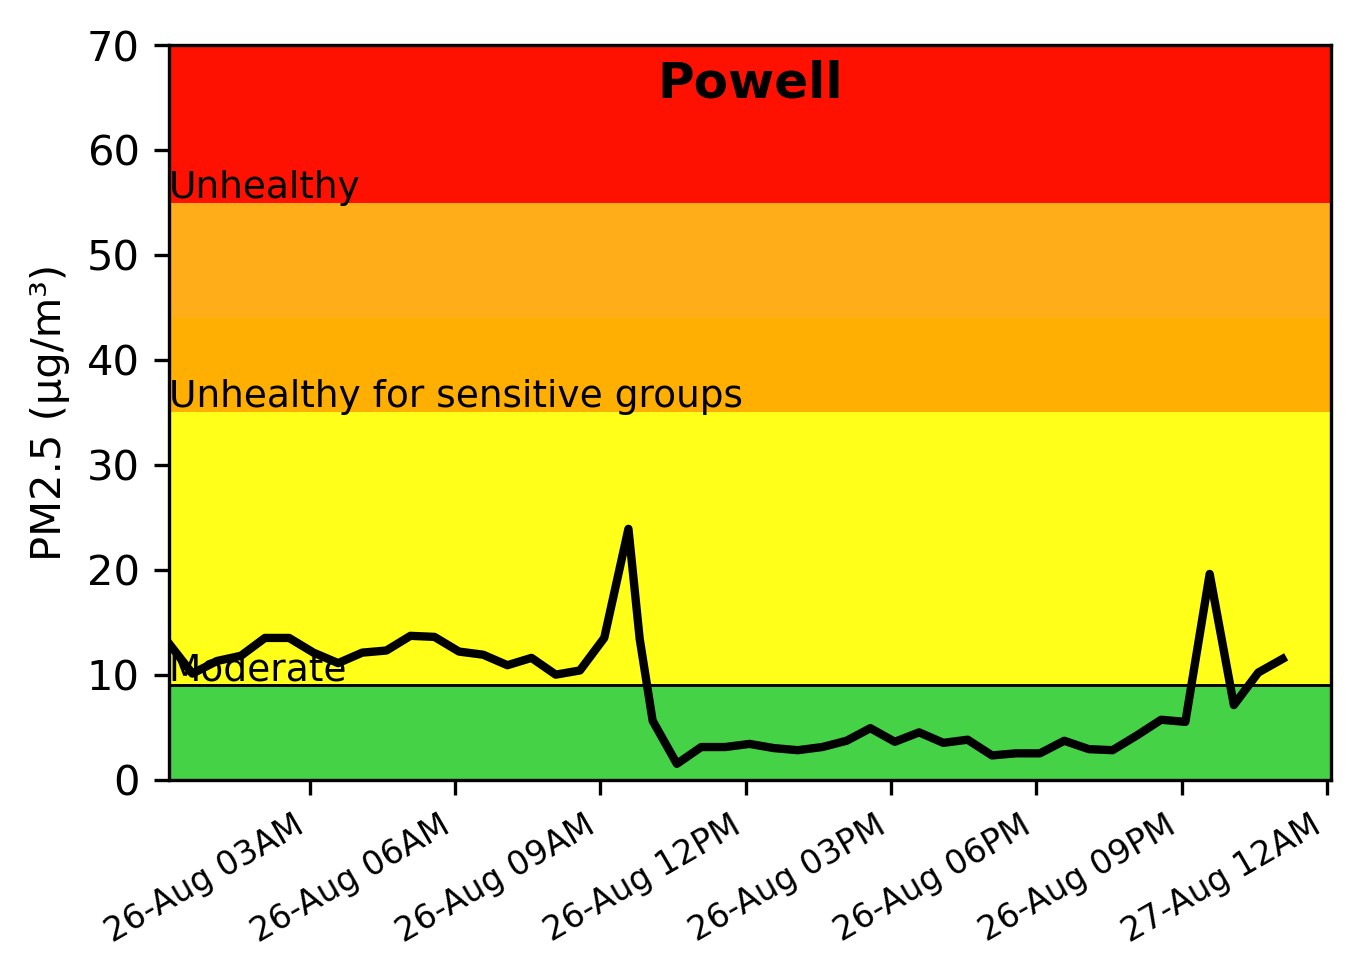 Powell
70
60
50
40
30
20
10
0
PM2.5 (µg/m³)
Unhealthy
Unhealthy for sensitive groups
Moderate
26-Aug 03AM
26-Aug 06AM
26-Aug 09AM
26-Aug 12PM
26-Aug 03PM
26-Aug 06PM
26-Aug 09PM
27-Aug 12AM